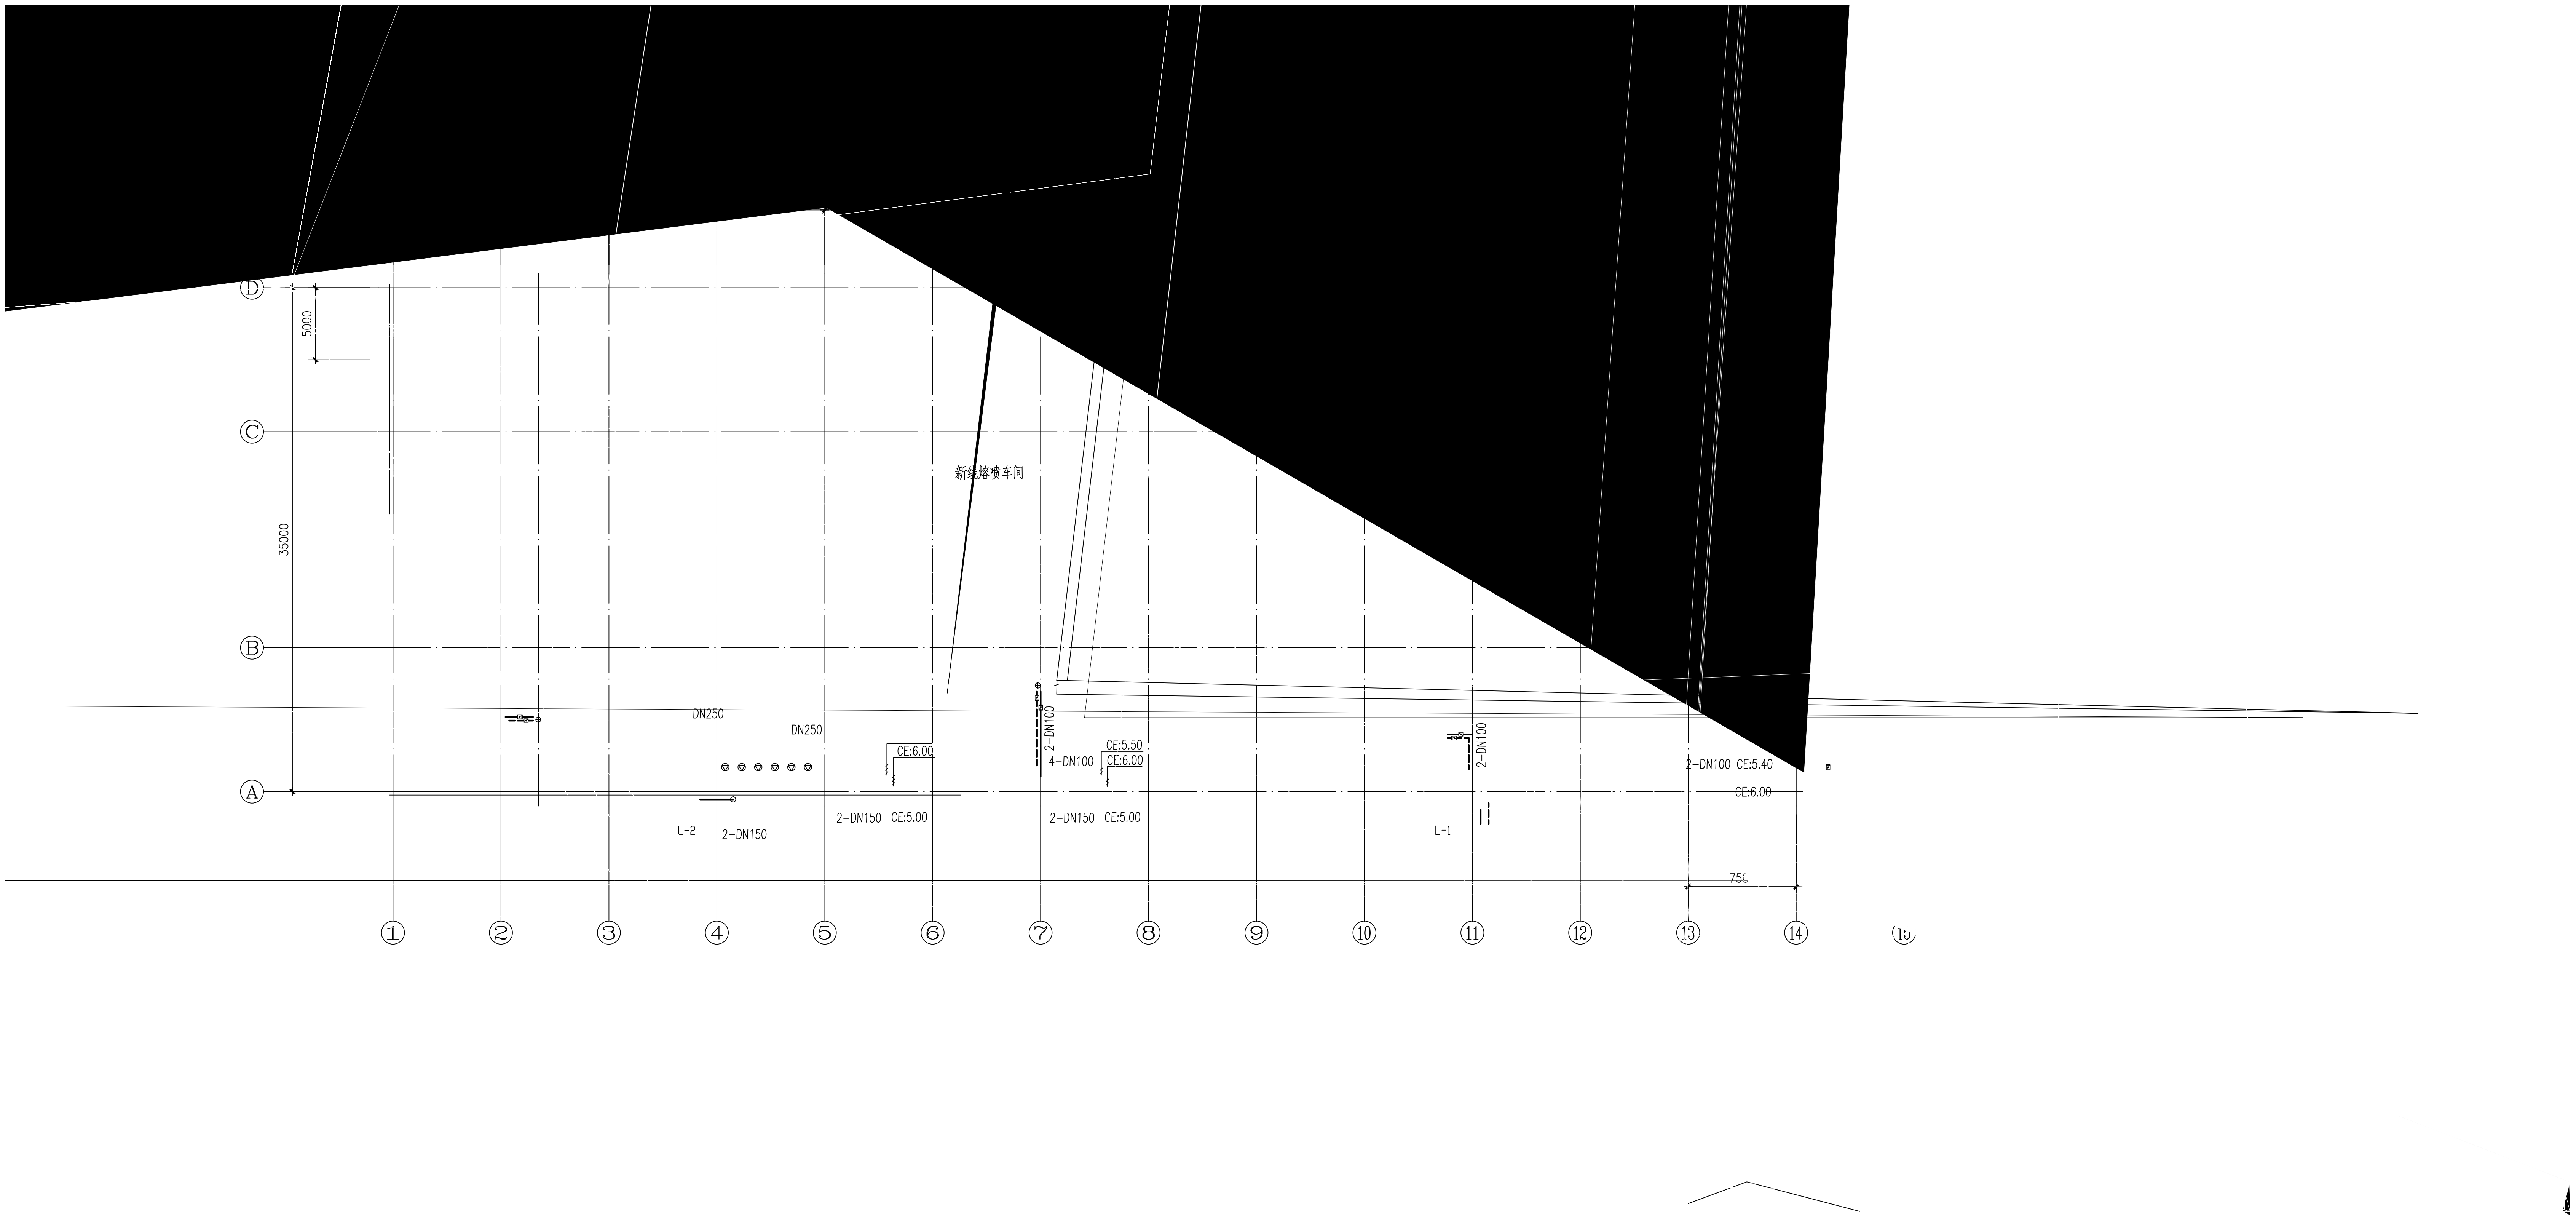 D
5000
C
新线熔喷车间
35000
B
DN250
DN250
2-DN100
2-DN100
CE:5.50
CE:6.00
4-DN100
CE:6.00
2-DN100 CE:5.40
A
CE:6.00
2-DN150 CE:5.00
2-DN150 CE:5.00
L-2
2-DN150
L-1
1
2
3
4
5
6
7
8
9
10
11
12
13
14